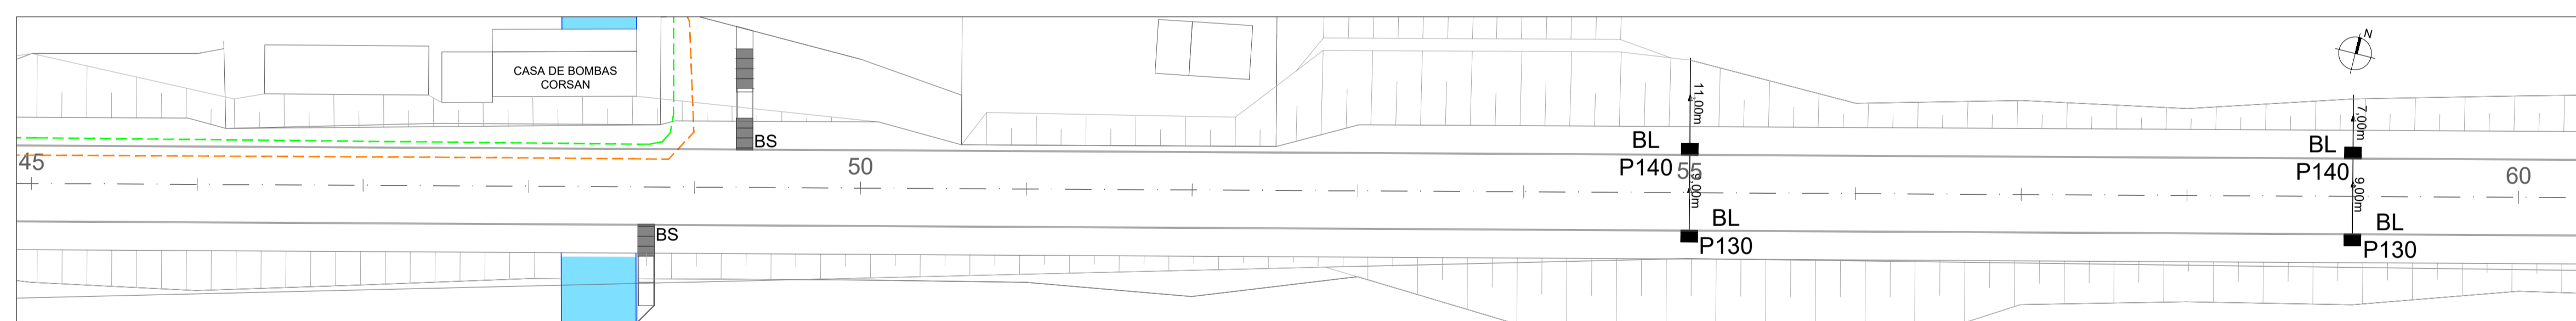 CASA DE BOMBAS
CORSAN
N
BS
45
50
BL
P140
55
11,00m
9,00m
BL
P140
7,00m
9,00m
60
BS
BL
P130
BL
P130